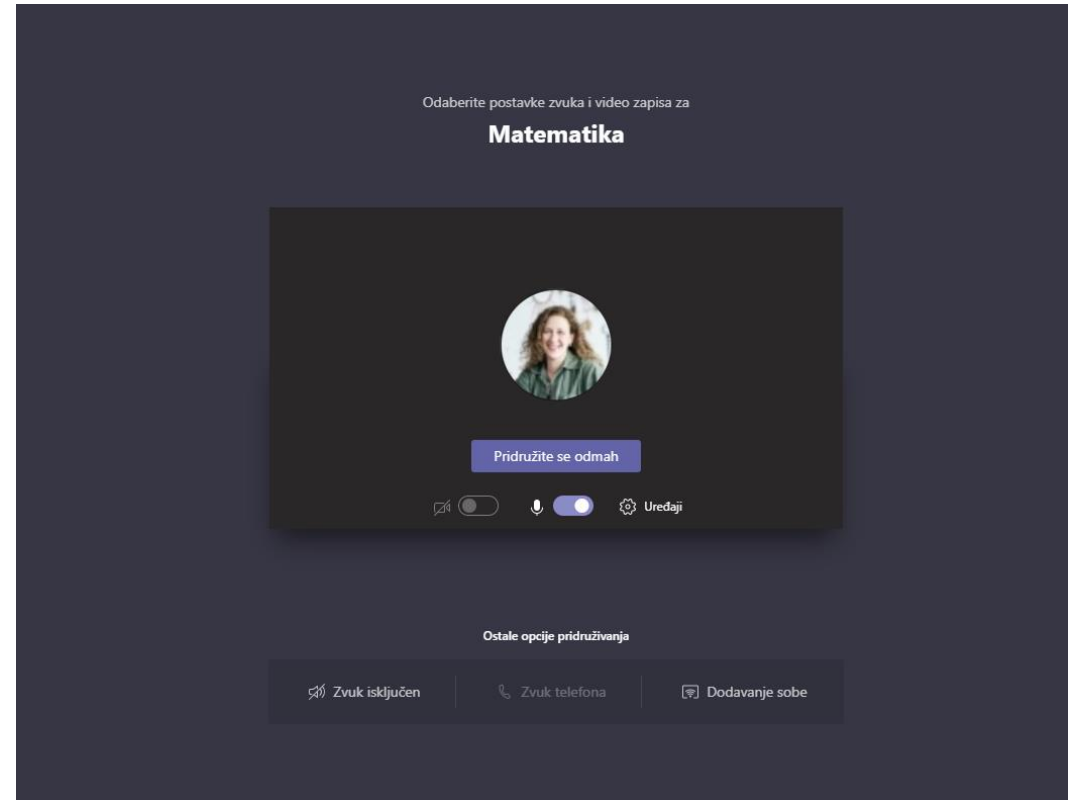 Odaberite postavke zvuka i video zapisa za
Matematika
Pridružite se odmah
Uređaji
Ostale opcije pridruživanja
Zvuk isključen
Zvuk telefona
Dodavanje sobe